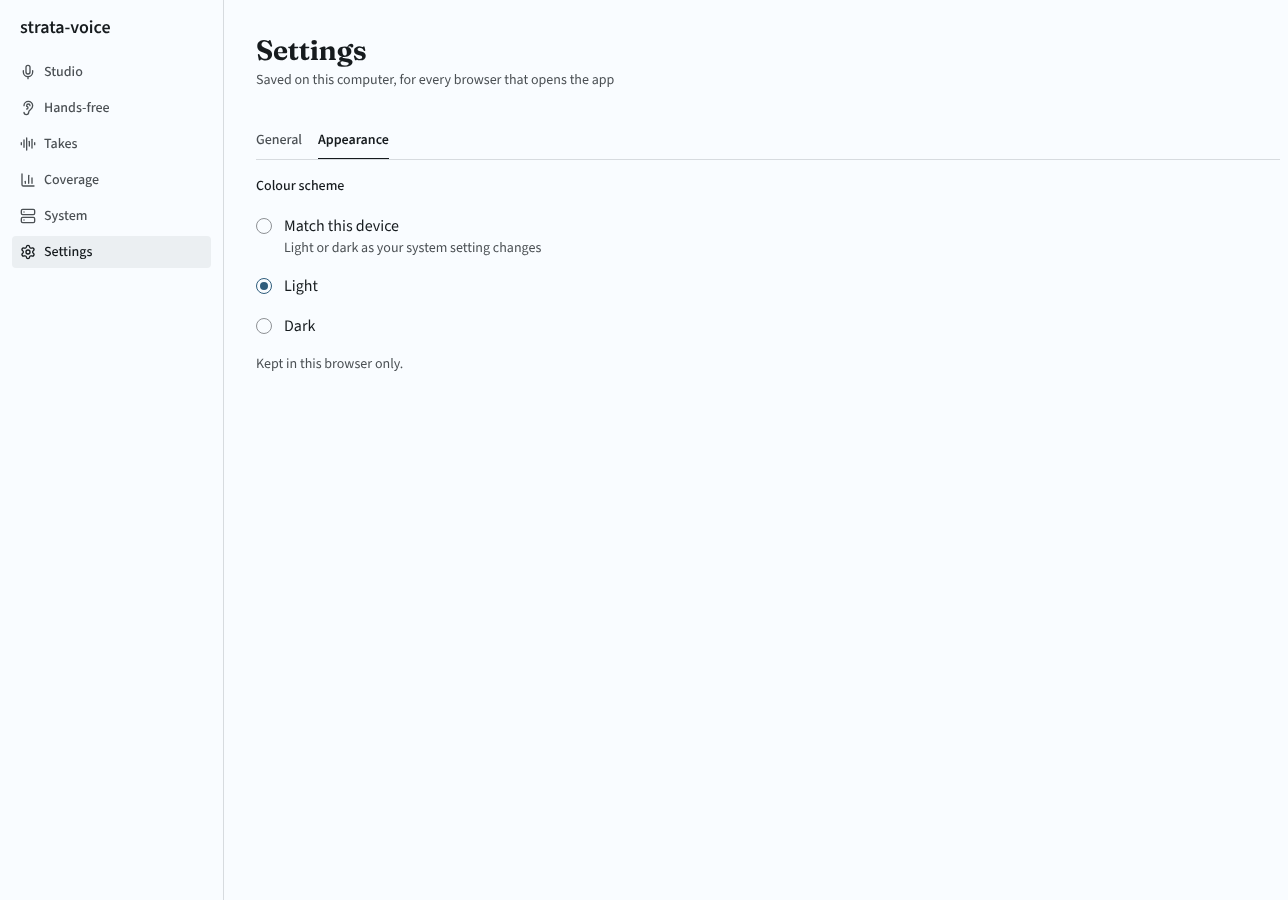 strata-voice
Studio
Hands-free
Takes
Coverage
System
Settings
Settings
Saved on this computer, for every browser that opens the app
General
Appearance
Colour scheme
Match this device
Light or dark as your system setting changes
Light
Dark
Kept in this browser only.